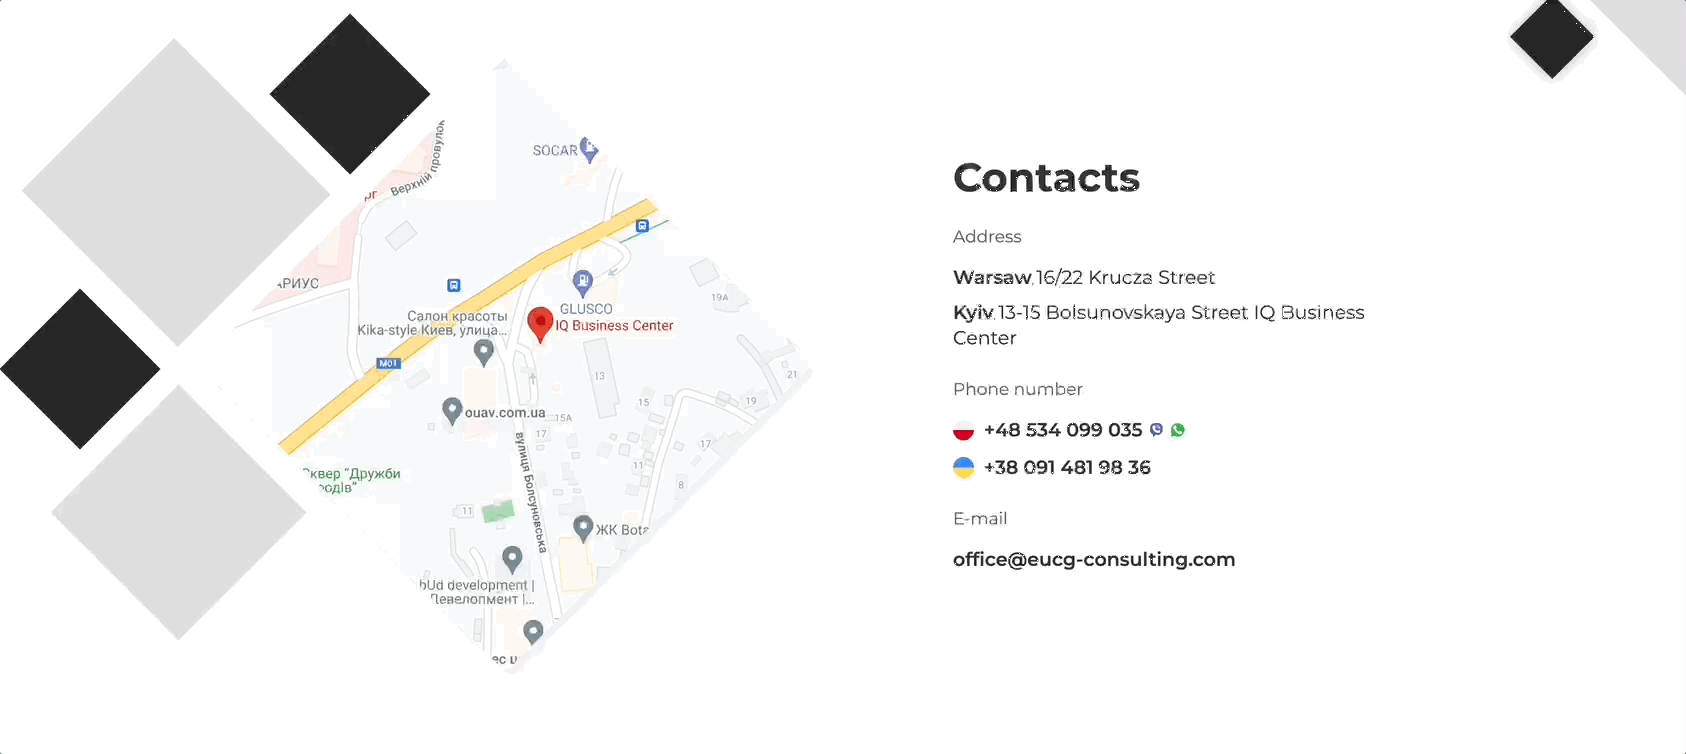 SOCAR
Верхній провулок
АРИУС
19A
GLUSCO
Салон красоты
Kika-style Киев, улица...
IQ Business Center
M01
13
21
15
19
ouav.com.ua
15A
17
17
11
8
вулиця Болсуновська
сквер "Дружби
родів"
11
ЖК Bota
bUd development |
Девелопмент |...
Contacts
Address
Warsaw 16/22 Krucza Street
Kyiv 13-15 Bolsunovskaya Street IQ Business
Center
Phone number
+48 534 099 035
+38 091 481 98 36
E-mail
office@eucg-consulting.com